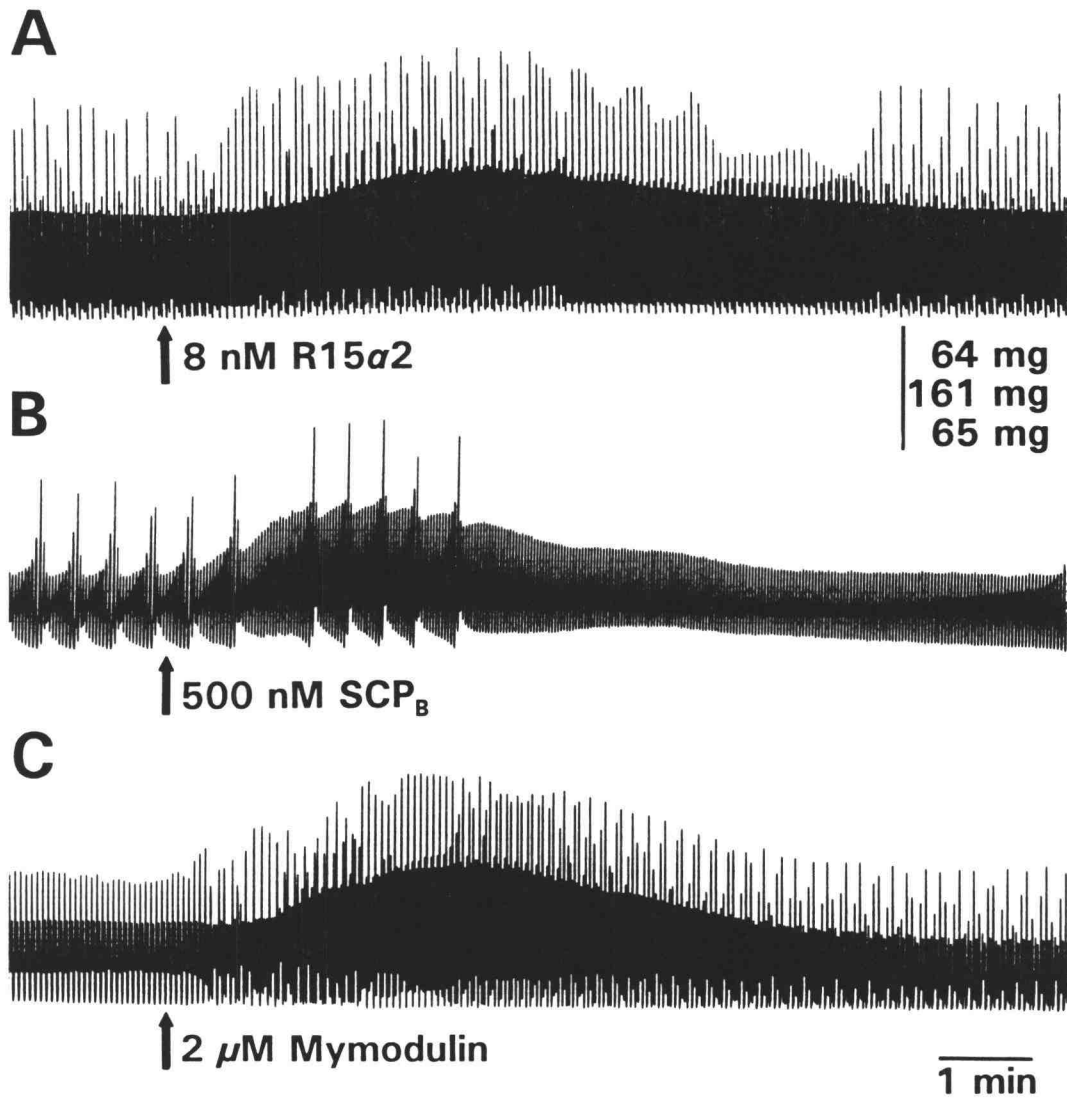 A
8 nM R15α2
64 mg
161 mg
65 mg
B
500 nM SCP_B
C
2 μM Mymodulin
1 min